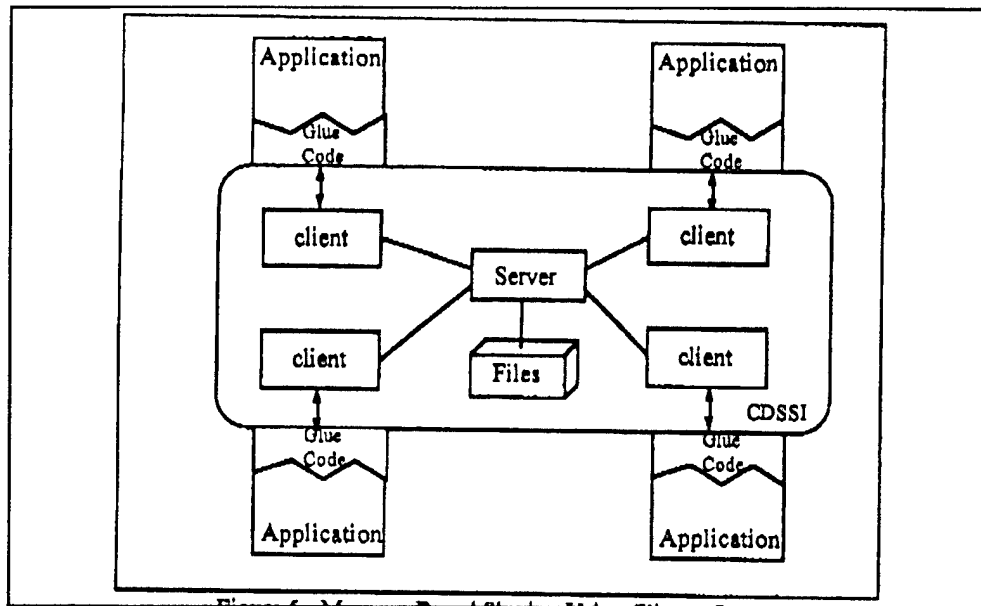 Application
Application
Glue
Code
Glue
Code
client
client
Server
client
client
Files
CDSSI
Glue
Code
Glue
Code
Application
Application